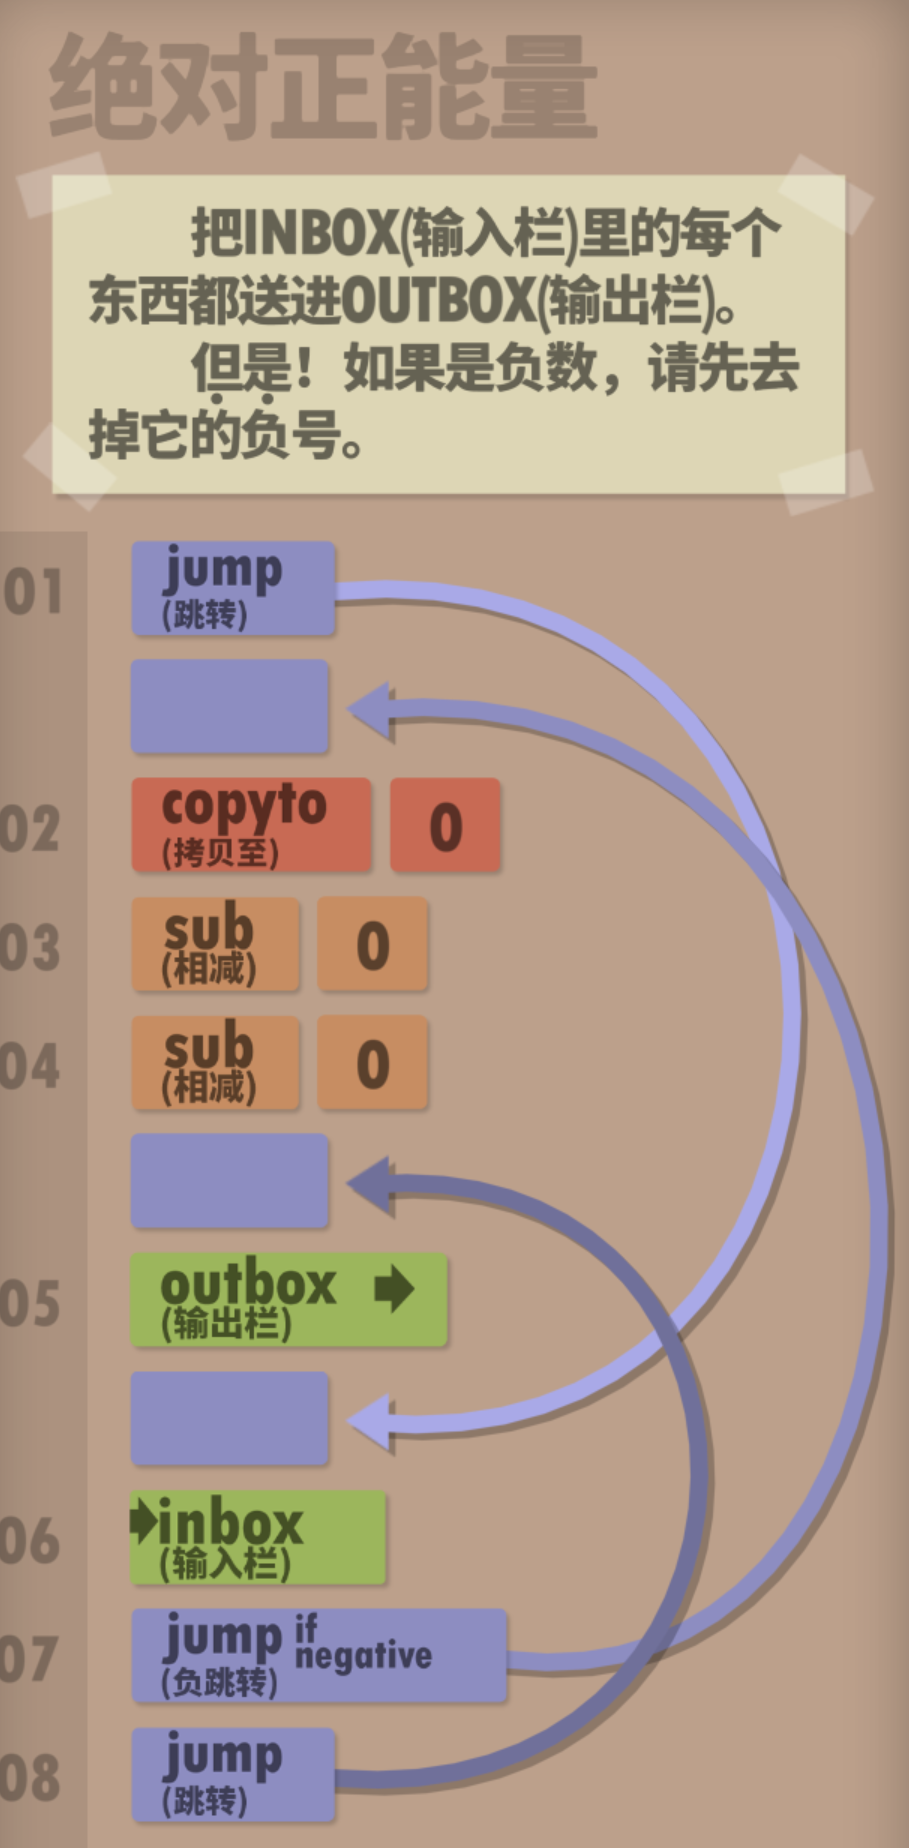 绝对正能量
把INBOX(输入栏)里的每个
东西都送进OUTBOX(输出栏)。
但是！如果是负数，请先去
掉它的负号。
01 jump
(跳转)
02 copyto 0
(拷贝至)
03 sub 0
(相减)
04 sub 0
(相减)
05 outbox
(输出栏)
06 inbox
(输入栏)
07 jump if negative
(负跳转)
08 jump
(跳转)